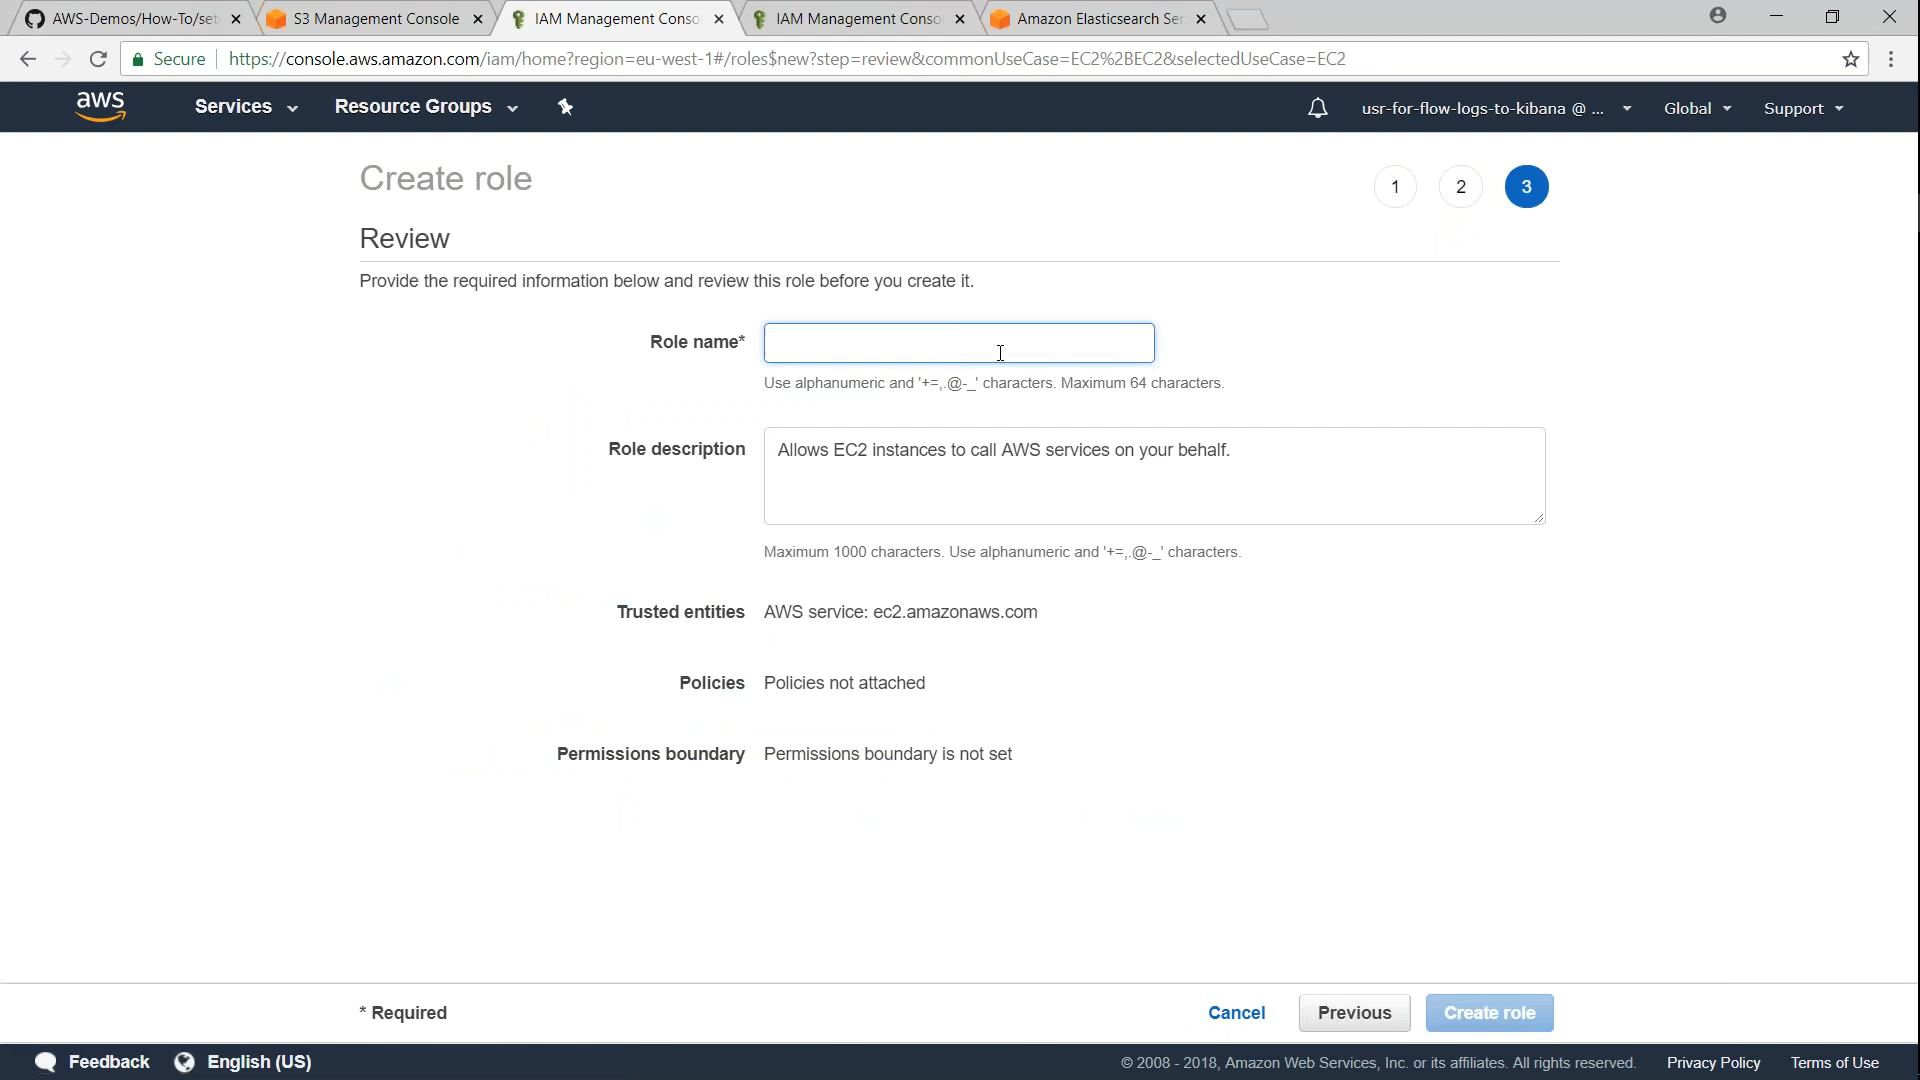 AWS-Demos/How-To/set
S3 Management Console
IAM Management Conso
IAM Management Conso
Amazon Elasticsearch Ser
Secure
https://console.aws.amazon.com/iam/home?region=eu-west-1#/roles$new?step=review&commonUseCase=EC2%2BEC2&selectedUseCase=EC2
aws
Services
Resource Groups
usr-for-flow-logs-to-kibana @ ...
Global
Support
Create role
1
2
3
Review
Provide the required information below and review this role before you create it.
Role name*
Use alphanumeric and '+=,.@-_' characters. Maximum 64 characters.
Role description
Allows EC2 instances to call AWS services on your behalf.
Maximum 1000 characters. Use alphanumeric and '+=,.@-_' characters.
Trusted entities
AWS service: ec2.amazonaws.com
Policies
Policies not attached
Permissions boundary
Permissions boundary is not set
* Required
Cancel
Previous
Create role
Feedback
English (US)
© 2008 - 2018, Amazon Web Services, Inc. or its affiliates. All rights reserved.
Privacy Policy
Terms of Use